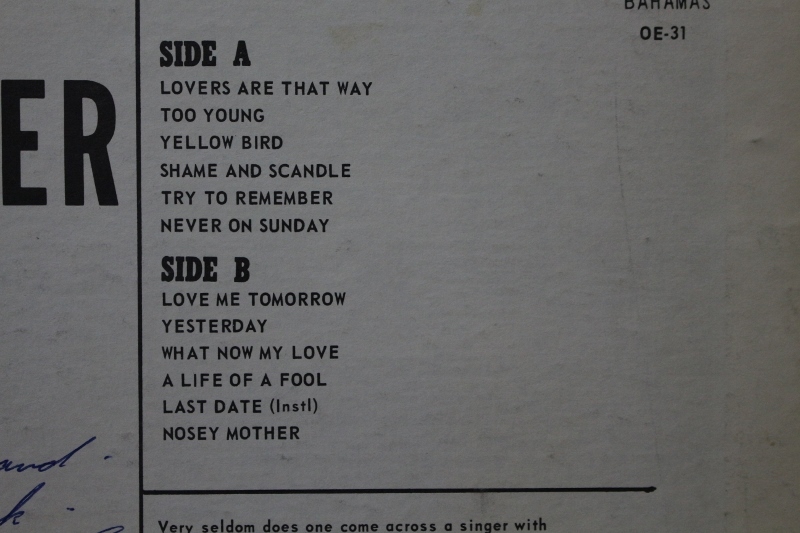 BAHAMAS
OE-31
ER
SIDE A
LOVERS ARE THAT WAY
TOO YOUNG
YELLOW BIRD
SHAME AND SCANDLE
TRY TO REMEMBER
NEVER ON SUNDAY
SIDE B
LOVE ME TOMORROW
YESTERDAY
WHAT NOW MY LOVE
A LIFE OF A FOOL
LAST DATE (Instl)
NOSEY MOTHER
Very seldom does one come across a singer with